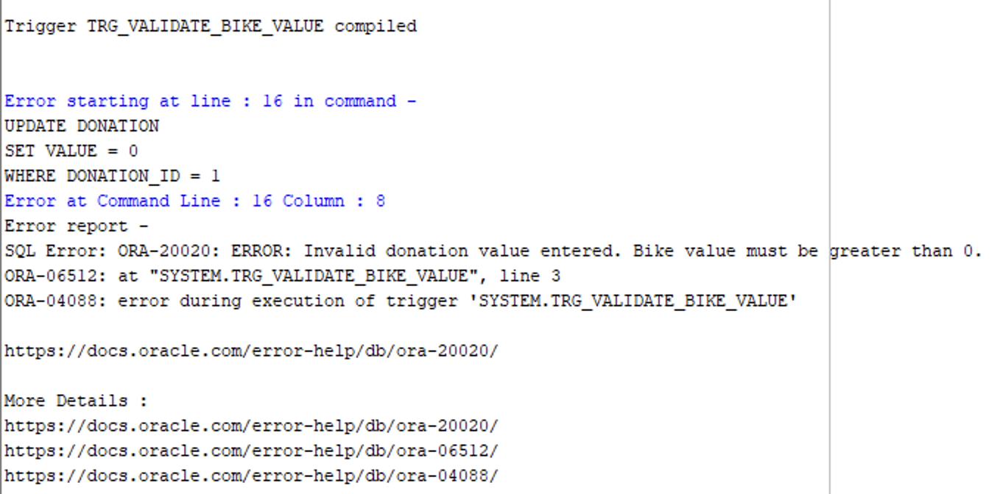 Trigger TRG_VALIDATE_BIKE_VALUE compiled
Error starting at line : 16 in command -
UPDATE DONATION
SET VALUE = 0
WHERE DONATION_ID = 1
Error at Command Line : 16 Column : 8
Error report -
SQL Error: ORA-20020: ERROR: Invalid donation value entered. Bike value must be greater than 0.
ORA-06512: at "SYSTEM.TRG_VALIDATE_BIKE_VALUE", line 3
ORA-04088: error during execution of trigger 'SYSTEM.TRG_VALIDATE_BIKE_VALUE'
https://docs.oracle.com/error-help/db/ora-20020/
More Details :
https://docs.oracle.com/error-help/db/ora-20020/
https://docs.oracle.com/error-help/db/ora-06512/
https://docs.oracle.com/error-help/db/ora-04088/